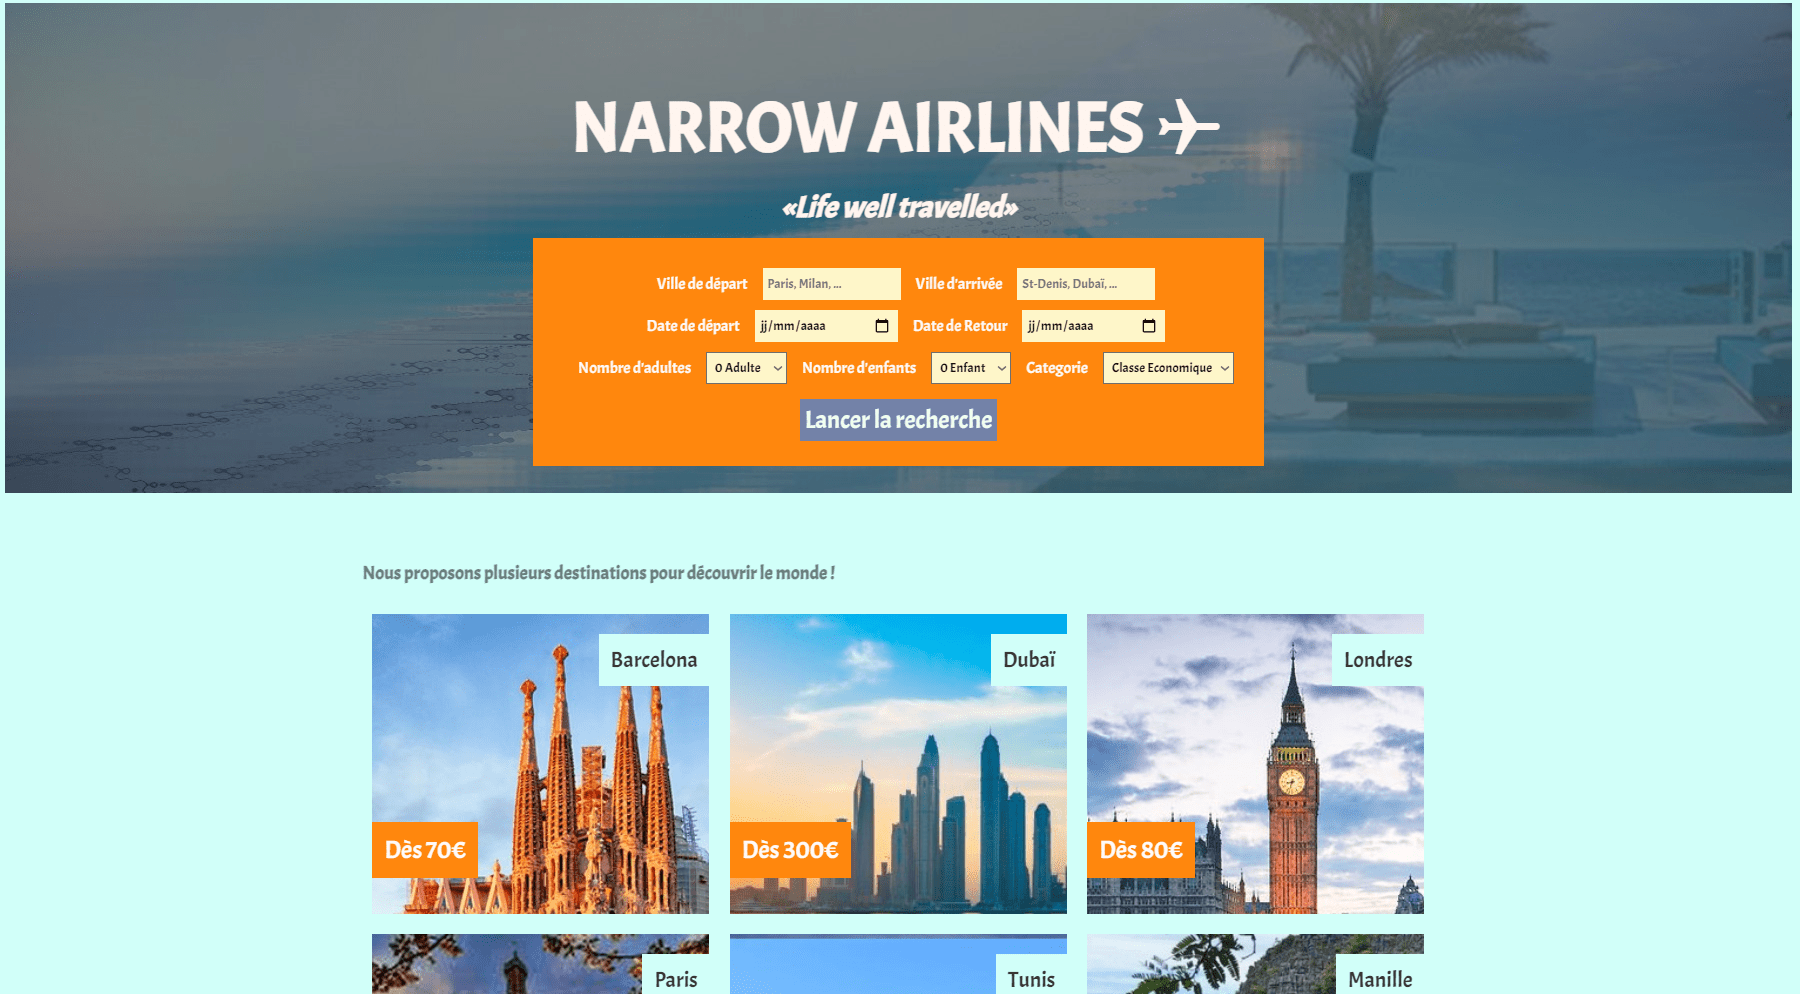 NARROW AIRLINES
«Life well travelled»
Ville de départ Paris, Milan, ... Ville d'arrivée St-Denis, Dubaï, ...
Date de départ jj/mm/aaaa Date de Retour jj/mm/aaaa
Nombre d'adultes 0 Adulte Nombre d'enfants 0 Enfant Categorie Classe Economique
Lancer la recherche
Nous proposons plusieurs destinations pour découvrir le monde !
Barcelona
Dès 70€
Dubaï
Dès 300€
Londres
Dès 80€
Paris
Tunis
Manille